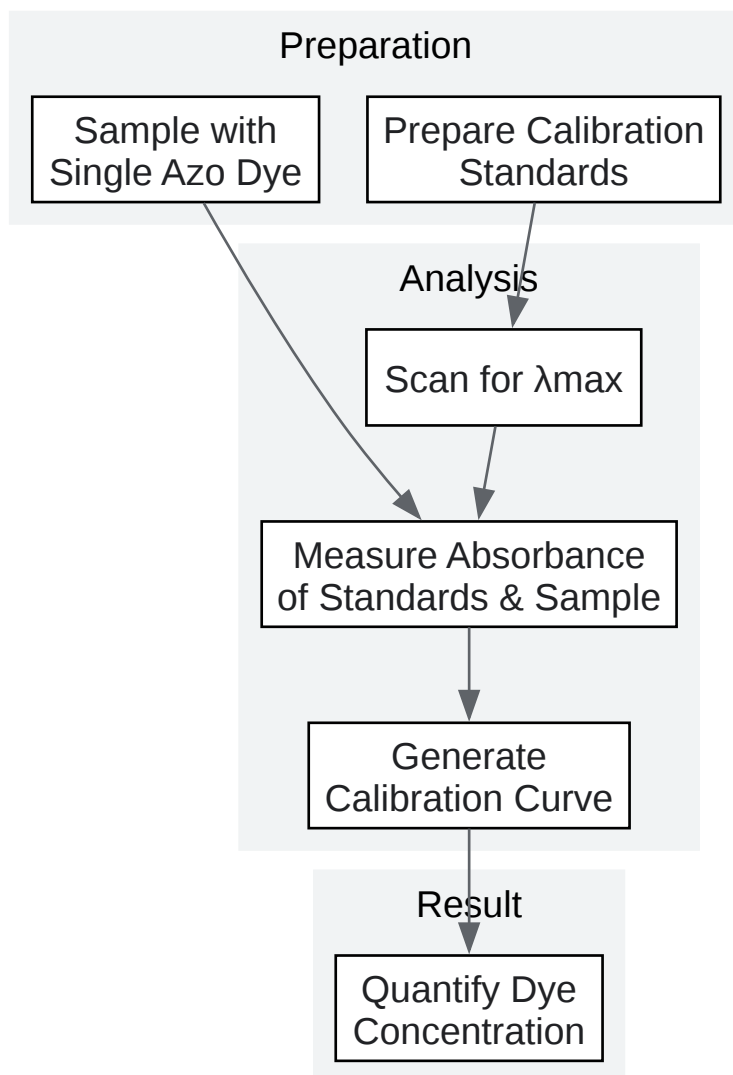 Preparation
Sample with
Single Azo Dye
Prepare Calibration
Standards
Analysis
Scan for λmax
Measure Absorbance
of Standards & Sample
Generate
Calibration Curve
Result
Quantify Dye
Concentration